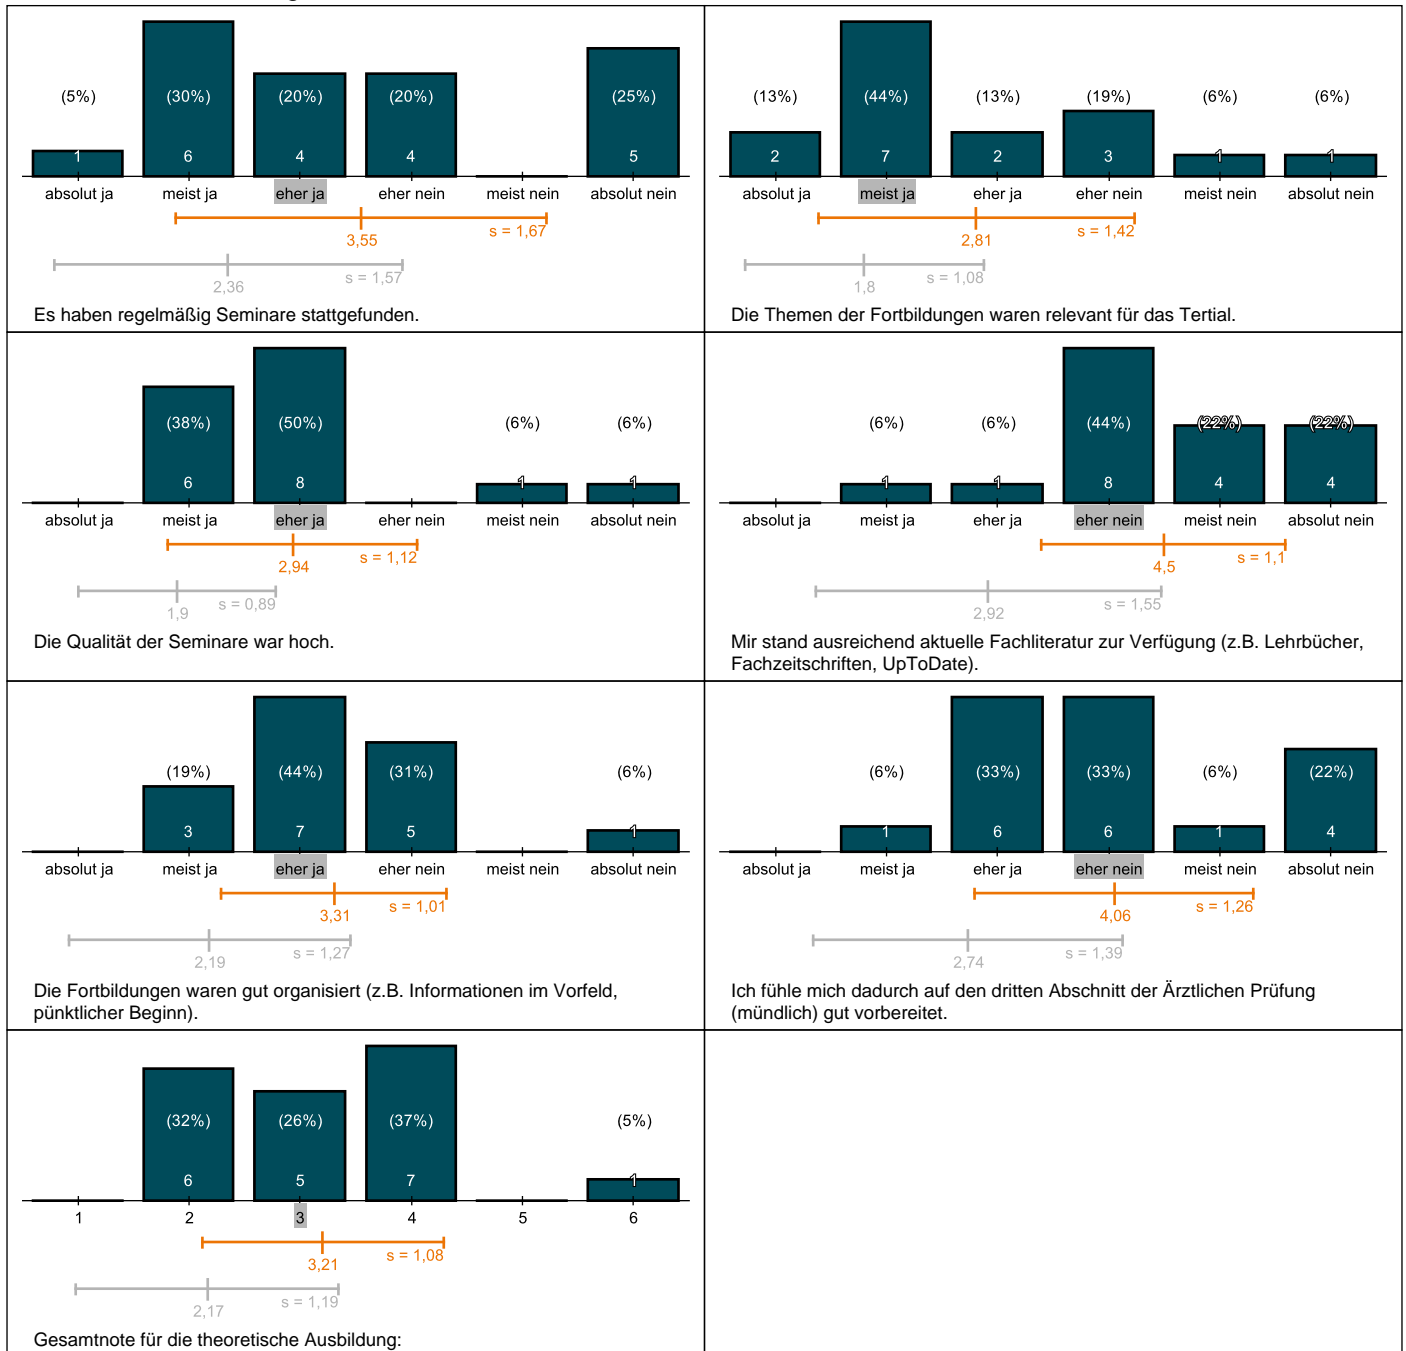 (5%) (30%) (20%) (20%) (25%)
1 6 4 4 5
absolut ja meist ja eher ja eher nein meist nein absolut nein
s = 1,67
3,55
s = 1,57
2,36
Es haben regelmäßig Seminare stattgefunden.
(13%) (44%) (13%) (19%) (6%) (6%)
2 7 2 3 1 1
absolut ja meist ja eher ja eher nein meist nein absolut nein
s = 1,42
2,81
s = 1,08
1,8
Die Themen der Fortbildungen waren relevant für das Tertial.
(38%) (50%) (6%) (6%)
6 8 1 1
absolut ja meist ja eher ja eher nein meist nein absolut nein
s = 1,12
2,94
s = 0,89
1,9
Die Qualität der Seminare war hoch.
(6%) (6%) (44%) (22%) (22%)
1 1 8 4 4
absolut ja meist ja eher ja eher nein meist nein absolut nein
s = 1,1
4,5
s = 1,55
2,92
Mir stand ausreichend aktuelle Fachliteratur zur Verfügung (z.B. Lehrbücher,
Fachzeitschriften, UpToDate).
(19%) (44%) (31%) (6%)
3 7 5 1
absolut ja meist ja eher ja eher nein meist nein absolut nein
s = 1,01
3,31
s = 1,27
2,19
Die Fortbildungen waren gut organisiert (z.B. Informationen im Vorfeld,
pünktlicher Beginn).
(6%) (33%) (33%) (6%) (22%)
1 6 6 1 4
absolut ja meist ja eher ja eher nein meist nein absolut nein
s = 1,26
4,06
s = 1,39
2,74
Ich fühle mich dadurch auf den dritten Abschnitt der Ärztlichen Prüfung
(mündlich) gut vorbereitet.
(32%) (26%) (37%) (5%)
6 5 7 1
1 2 3 4 5 6
s = 1,08
3,21
s = 1,19
2,17
Gesamtnote für die theoretische Ausbildung: